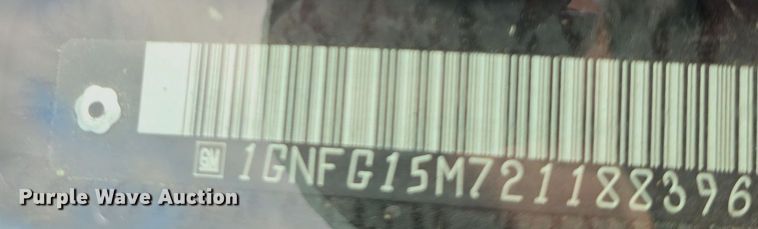 GM 1GNFG15M721188396
Purple Wave Auction